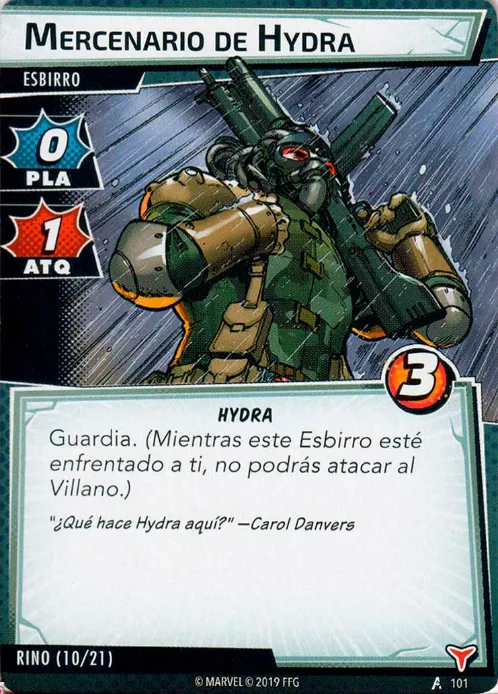 MERCENARIO DE HYDRA
ESBIRRO
0
PLA
1
ATQ
3
HYDRA
Guardia. (Mientras este Esbirro esté
enfrentado a ti, no podrás atacar al
Villano.)
"¿Qué hace Hydra aquí?" —Carol Danvers
RINO (10/21)
© MARVEL © 2019 FFG
A 101